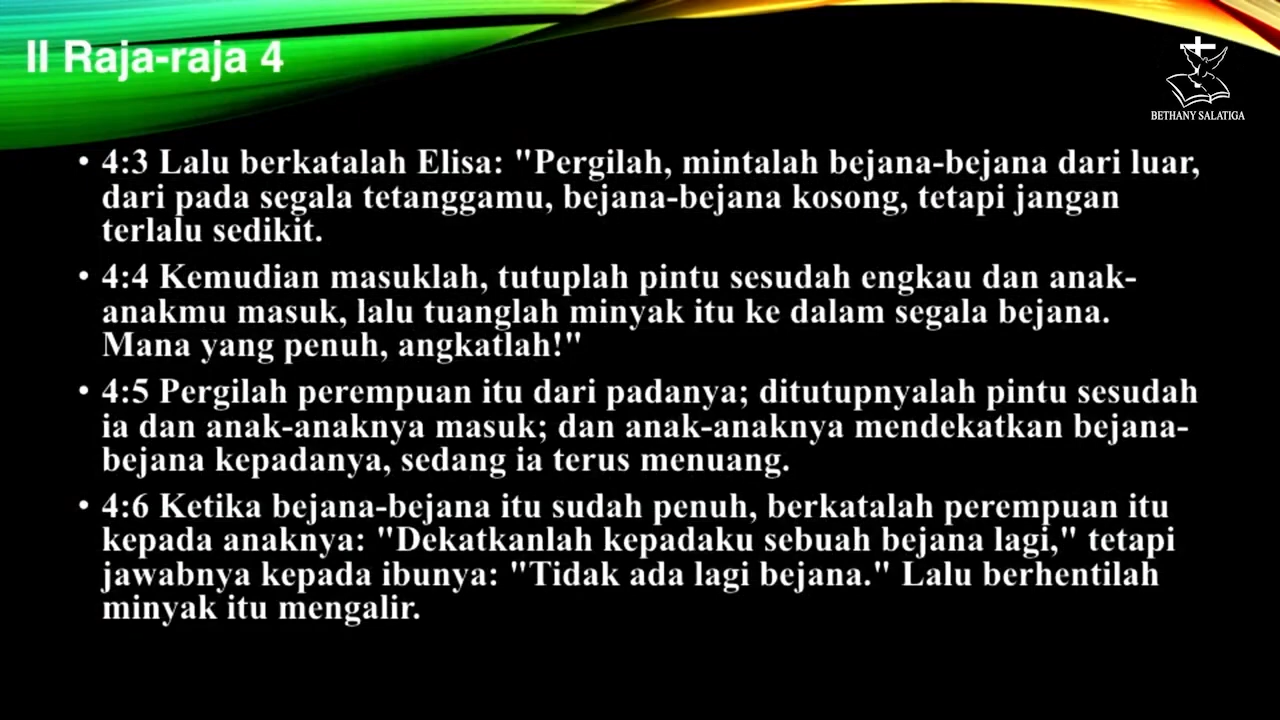 II Raja-raja 4
BETHANY SALATIGA
• 4:3 Lalu berkatalah Elisa: "Pergilah, mintalah bejana-bejana dari luar,
dari pada segala tetanggamu, bejana-bejana kosong, tetapi jangan
terlalu sedikit.
• 4:4 Kemudian masuklah, tutuplah pintu sesudah engkau dan anak-
anakmu masuk, lalu tuanglah minyak itu ke dalam segala bejana.
Mana yang penuh, angkatlah!"
• 4:5 Pergilah perempuan itu dari padanya; ditutupnyalah pintu sesudah
ia dan anak-anaknya masuk; dan anak-anaknya mendekatkan bejana-
bejana kepadanya, sedang ia terus menuang.
• 4:6 Ketika bejana-bejana itu sudah penuh, berkatalah perempuan itu
kepada anaknya: "Dekatkanlah kepadaku sebuah bejana lagi," tetapi
jawabnya kepada ibunya: "Tidak ada lagi bejana." Lalu berhentilah
minyak itu mengalir.